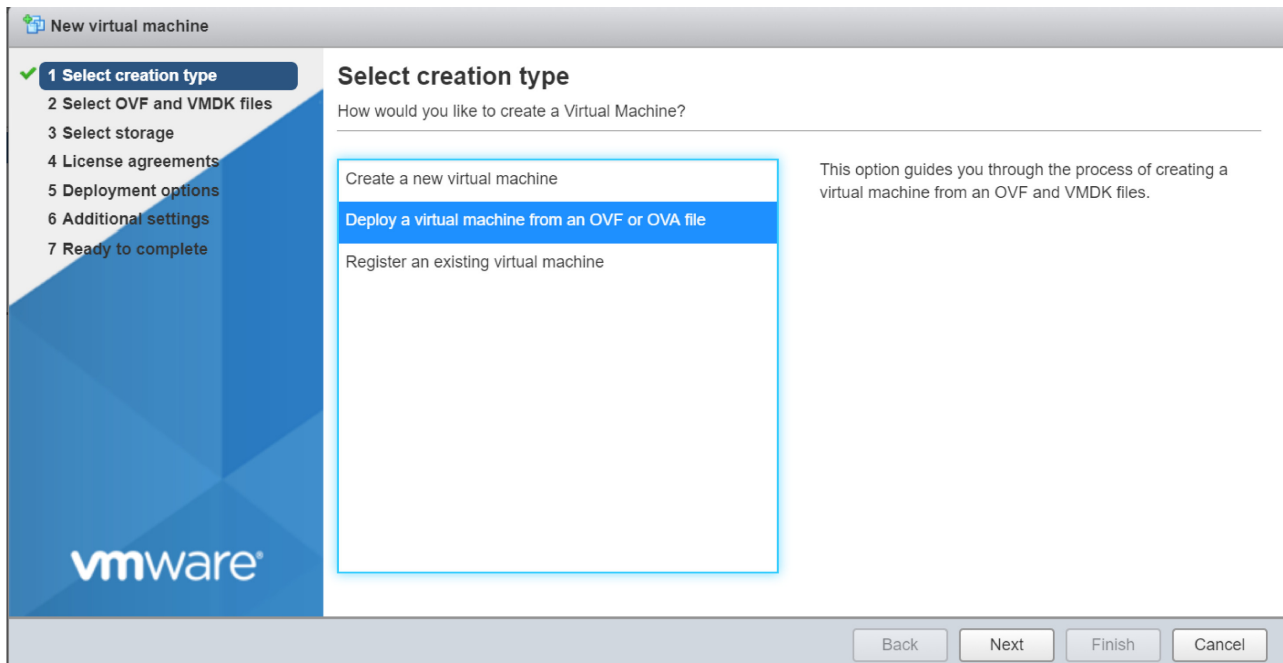 New virtual machine
1 Select creation type
2 Select OVF and VMDK files
3 Select storage
4 License agreements
5 Deployment options
6 Additional settings
7 Ready to complete
vmware®
Select creation type
How would you like to create a Virtual Machine?
Create a new virtual machine
Deploy a virtual machine from an OVF or OVA file
Register an existing virtual machine
This option guides you through the process of creating a
virtual machine from an OVF and VMDK files.
Back Next Finish Cancel